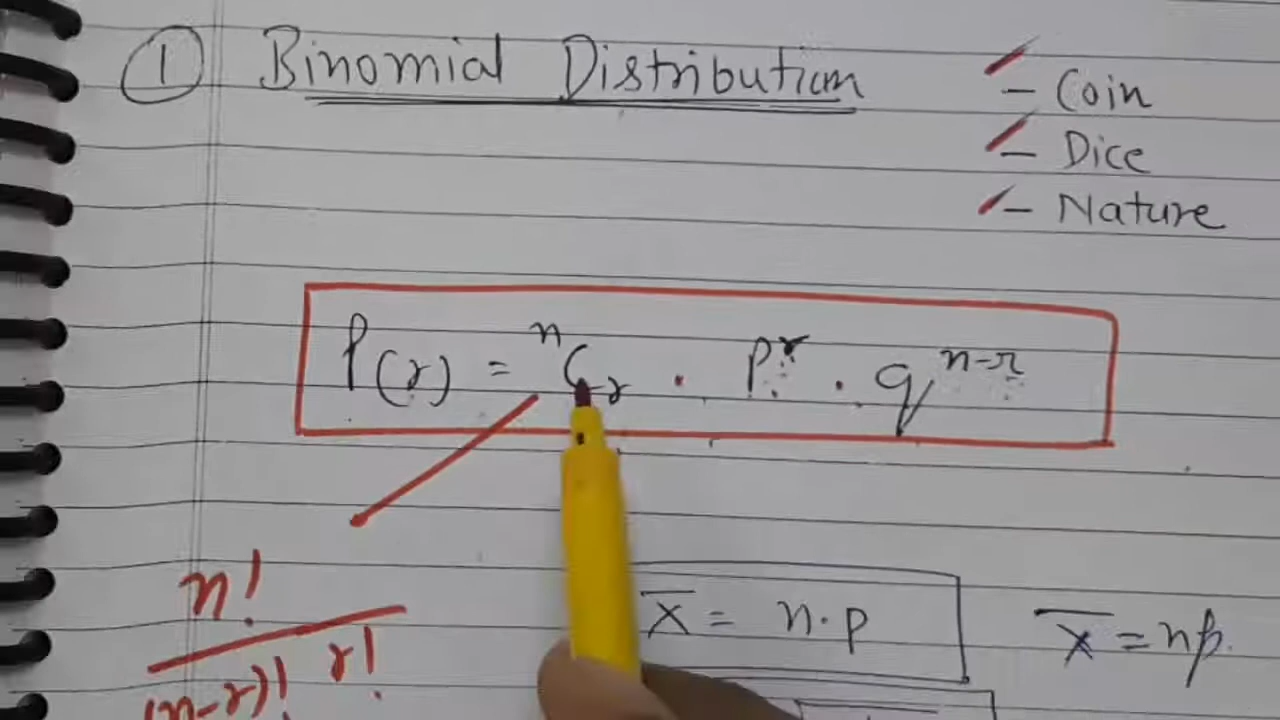 ① Binomial Distribution
- Coin
- Dice
- Nature
P(r) = ⁿCᵣ · pʳ · qⁿ⁻ʳ
n!
(n-r)! r!
x̄ = n·p
x̄ = np.